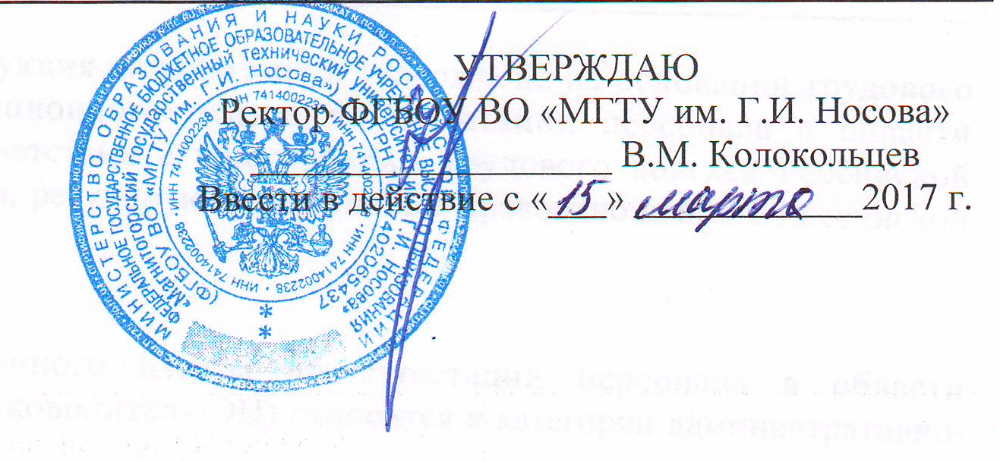 УТВЕРЖДАЮ
Ректор ФГБОУ ВО «МГТУ им. Г.И. Носова»
В.М. Колокольцев
Ввести в действие с «15» марта 2017 г.
МИНИСТЕРСТВО ОБРАЗОВАНИЯ И НАУКИ РОССИЙСКОЙ ФЕДЕРАЦИИ
ФЕДЕРАЛЬНОЕ ГОСУДАРСТВЕННОЕ БЮДЖЕТНОЕ ОБРАЗОВАТЕЛЬНОЕ УЧРЕЖДЕНИЕ ВЫСШЕГО ОБРАЗОВАНИЯ
«Магнитогорский государственный технический университет им. Г.И. Носова»
(ФГБОУ ВО «МГТУ им. Г.И. Носова»)
ОГРН 1027402065437
ИНН 7414002238 • ИНН 7414002238 • ИНН 7414002238 • ИНН 7414002238